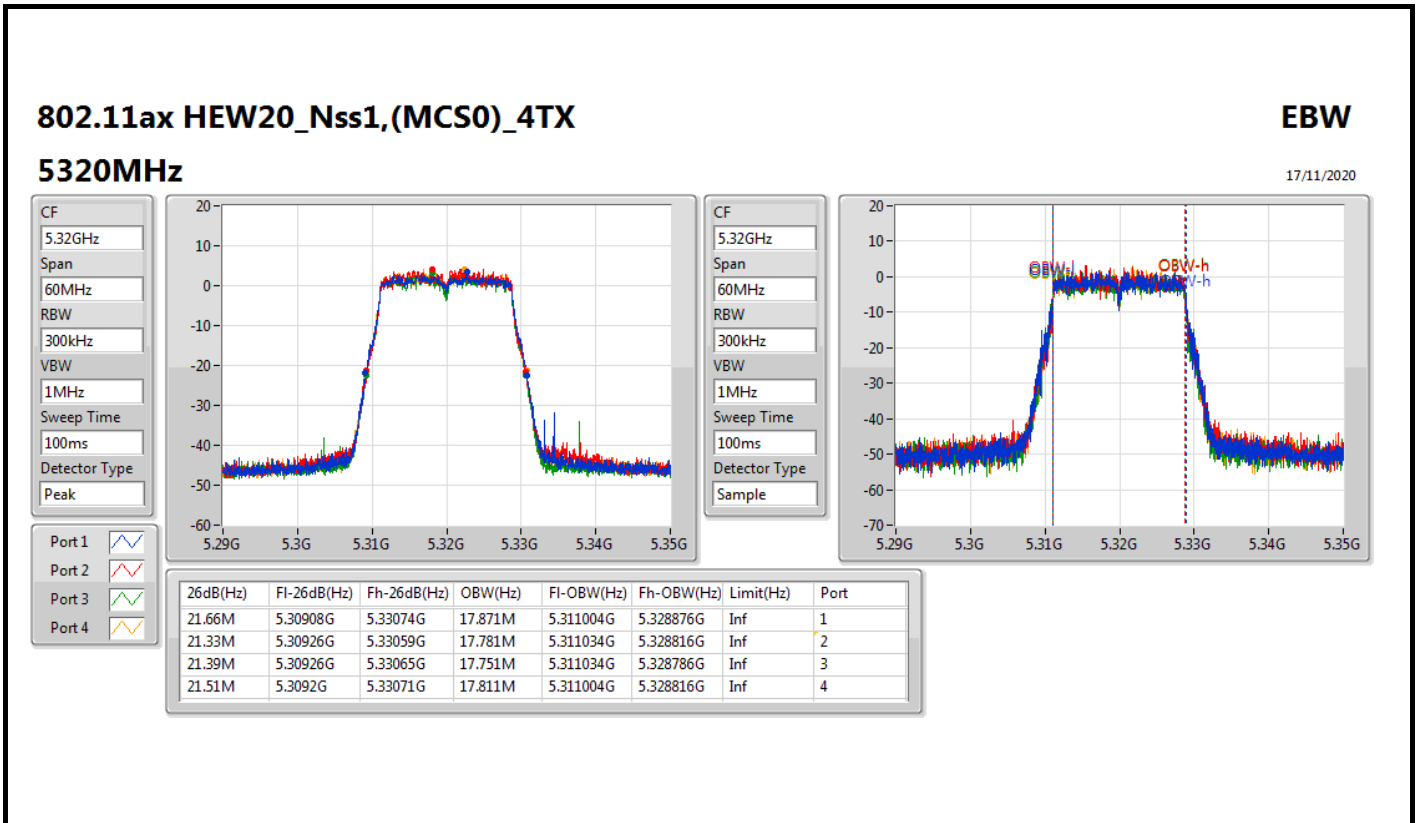 802.11ax HEW20_Nss1,(MCS0)_4TX
EBW
5320MHz
17/11/2020
CF
5.32GHz
Span
60MHz
RBW
300kHz
VBW
1MHz
Sweep Time
100ms
Detector Type
Peak
20
10
0
-10
-20
-30
-40
-50
-60
5.29G 5.3G 5.31G 5.32G 5.33G 5.34G 5.35G
CF
5.32GHz
Span
60MHz
RBW
300kHz
VBW
1MHz
Sweep Time
100ms
Detector Type
Sample
20
10
0
-10
-20
-30
-40
-50
-60
-70
OBW-h
5.29G 5.3G 5.31G 5.32G 5.33G 5.34G 5.35G
Port 1
Port 2
Port 3
Port 4
26dB(Hz) Fl-26dB(Hz) Fh-26dB(Hz) OBW(Hz) Fl-OBW(Hz) Fh-OBW(Hz) Limit(Hz) Port
21.66M 5.30908G 5.33074G 17.871M 5.311004G 5.328876G Inf 1
21.33M 5.30926G 5.33059G 17.781M 5.311034G 5.328816G Inf 2
21.39M 5.30926G 5.33065G 17.751M 5.311034G 5.328786G Inf 3
21.51M 5.3092G 5.33071G 17.811M 5.311004G 5.328816G Inf 4